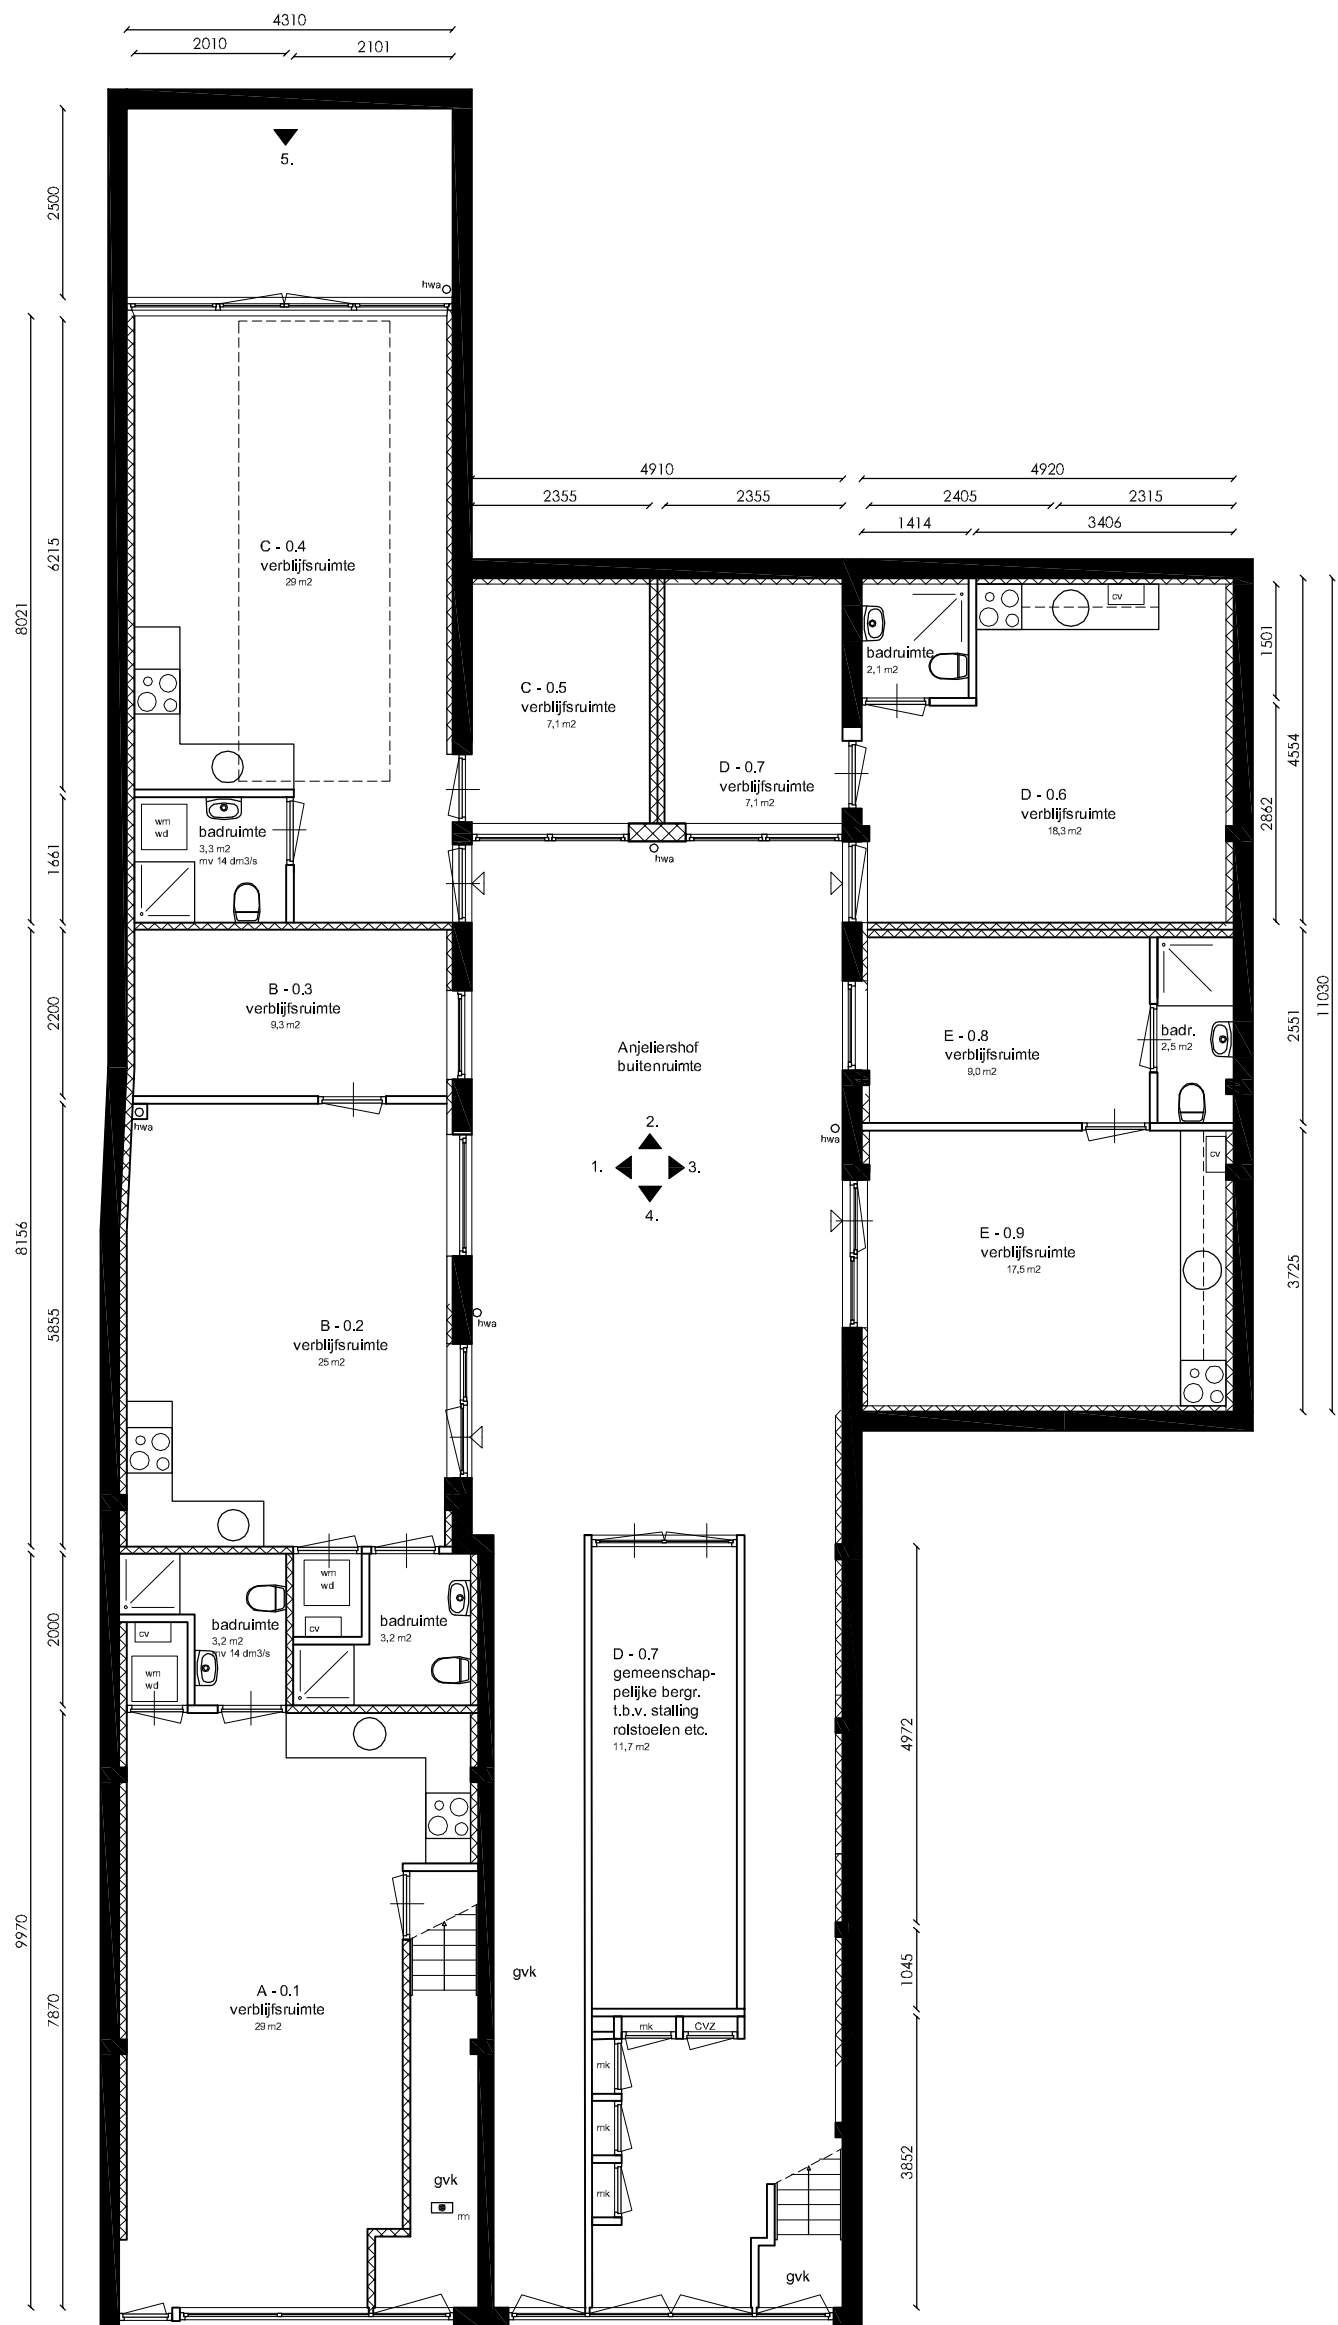 4310
2010
2101
5.
2500
hwa
4910
4920
2355
2355
2405
2315
1414
3406
C - 0.4
verblijfsruimte
29 m2
6215
8021
cv
1501
badruimte
2,1 m2
C - 0.5
verblijfsruimte
7,1 m2
4554
D - 0.7
verblijfsruimte
7,1 m2
D - 0.6
verblijfsruimte
18,3 m2
2862
wm
wd
badruimte
3,3 m2
mv 14 dm3/s
1661
hwa
11030
B - 0.3
verblijfsruimte
9,3 m2
2200
Anjeliershof
buitenruimte
E - 0.8
verblijfsruimte
9,0 m2
badr.
2,5 m2
2551
hwa
2.
1.
3.
4.
hwa
cv
8156
E - 0.9
verblijfsruimte
17,5 m2
3725
5855
B - 0.2
verblijfsruimte
25 m2
hwa
wm
wd
cv
badruimte
3,2 m2
mv 14 dm3/s
badruimte
3,2 m2
2000
cv
wm
wd
D - 0.7
gemeenschap-
pelijke bergr.
t.b.v. stalling
rolstoelen etc.
11,7 m2
4972
9970
gvk
1045
7870
A - 0.1
verblijfsruimte
29 m2
mk
CVZ
mk
mk
mk
3852
gvk
rm
gvk